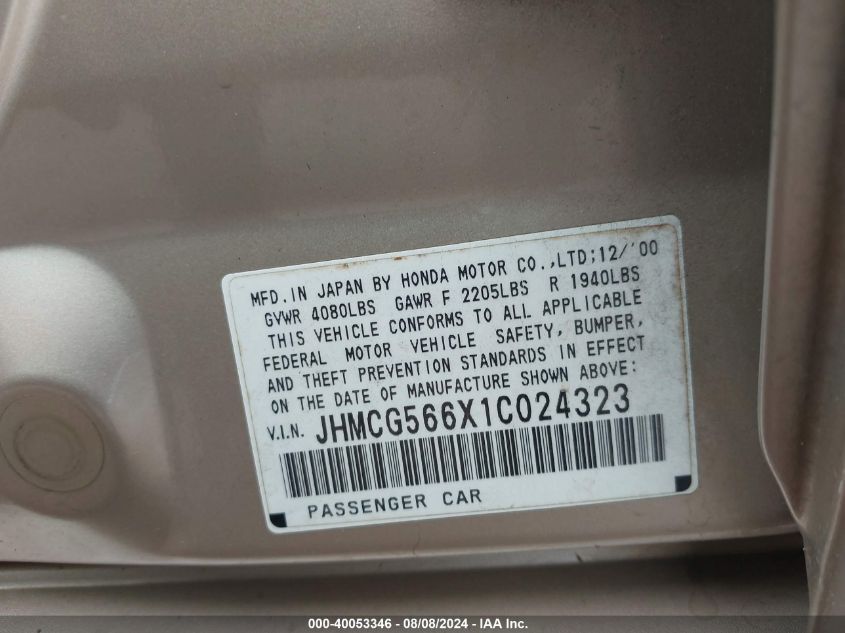 MFD.IN JAPAN BY HONDA MOTOR CO.,LTD;12/'00
GVWR 4080LBS GAWR F 2205LBS R 1940LBS
THIS VEHICLE CONFORMS TO ALL APPLICABLE
FEDERAL MOTOR VEHICLE SAFETY, BUMPER,
AND THEFT PREVENTION STANDARDS IN EFFECT
ON THE DATE OF MANUFACTURE SHOWN ABOVE:
V.I.N. JHMCG566X1C024323
PASSENGER CAR
000-40053346 - 08/08/2024 - IAA Inc.